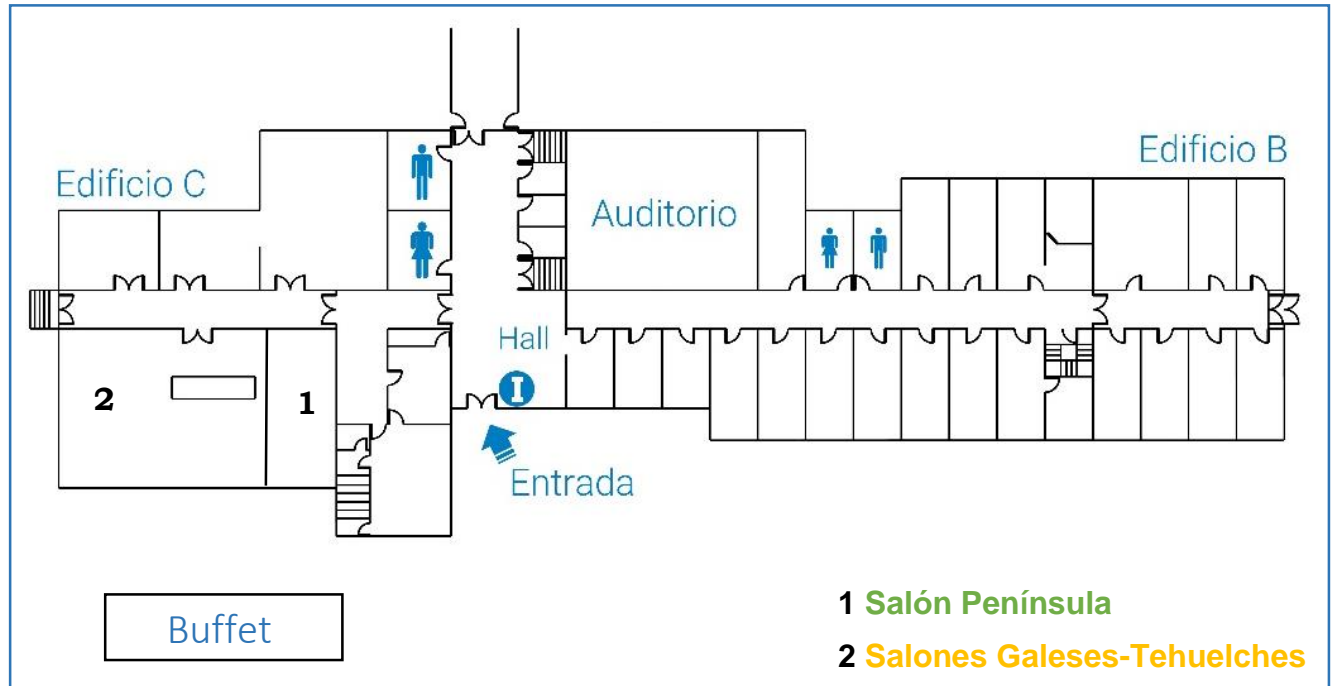 Edificio B
Edificio C
Auditorio
Hall
I
2
1
Entrada
Buffet
1 Salón Península
2 Salones Galeses-Tehuelches